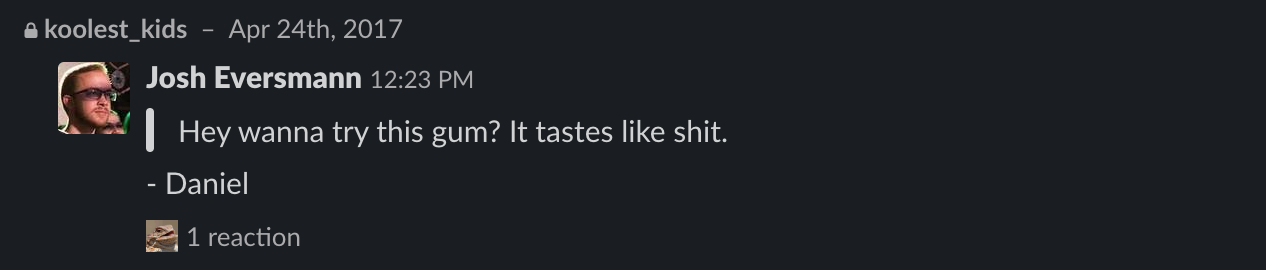 koolest_kids – Apr 24th, 2017
Josh Eversmann 12:23 PM
Hey wanna try this gum? It tastes like shit.
- Daniel
1 reaction